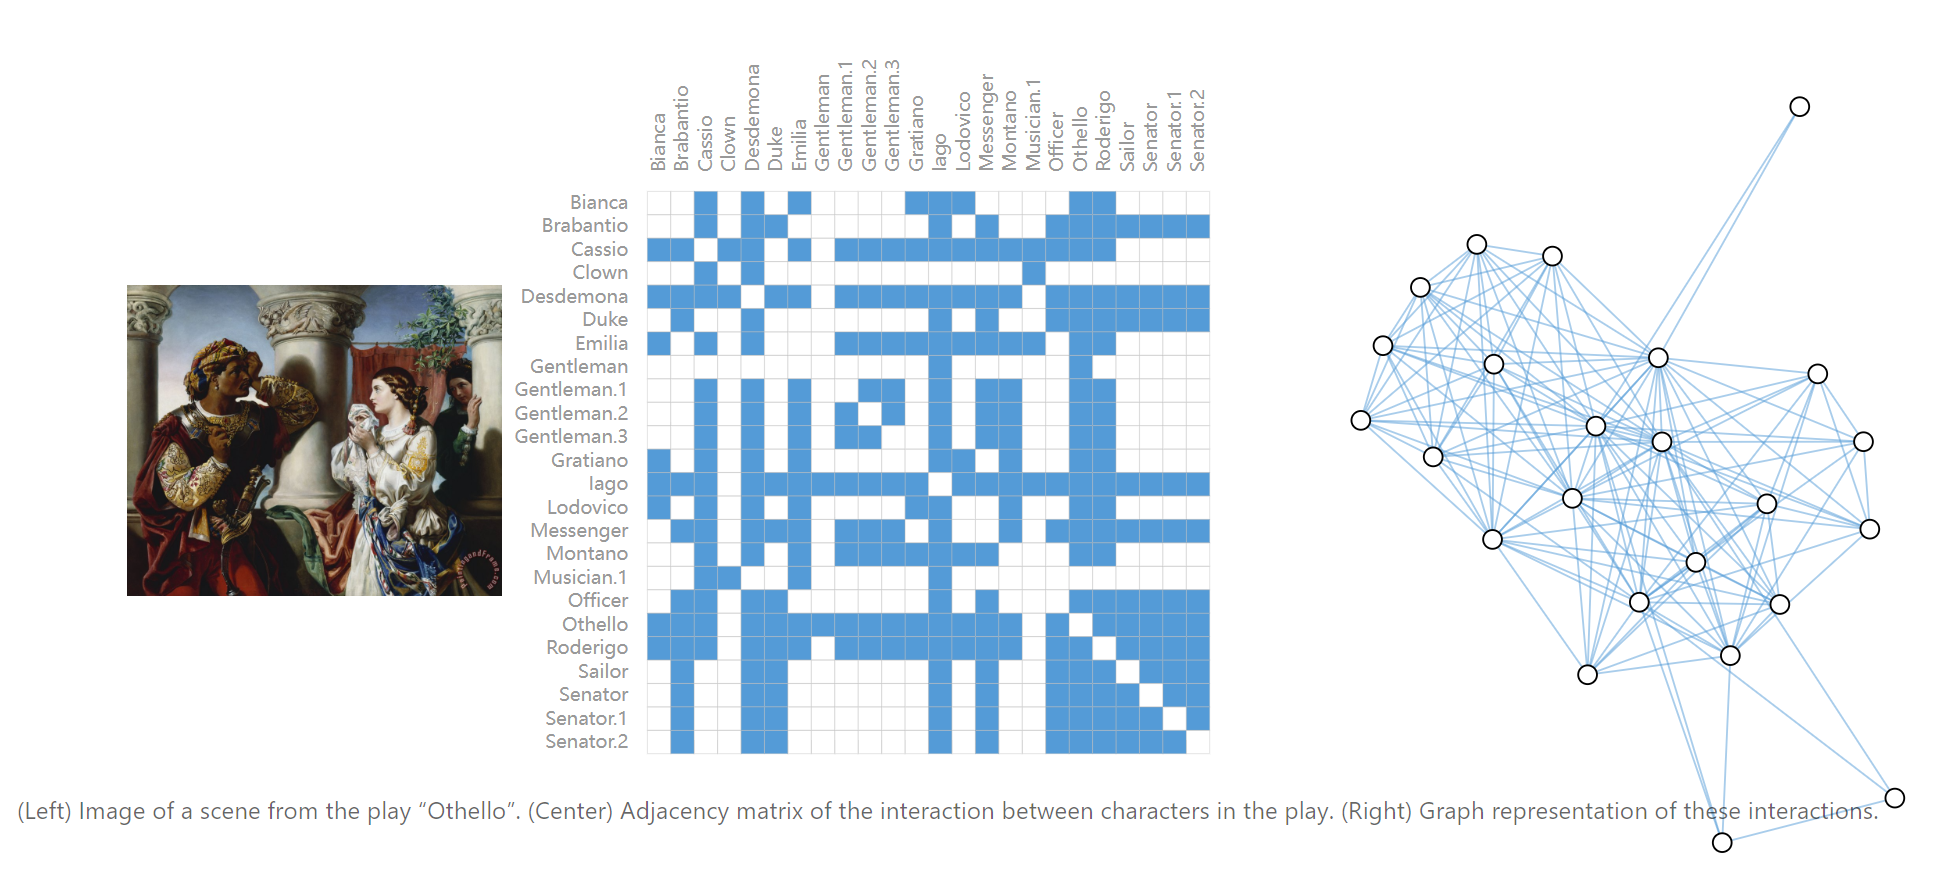 Bianca
Brabantio
Cassio
Clown
Desdemona
Duke
Emilia
Gentleman
Gentleman.1
Gentleman.2
Gentleman.3
Gratiano
Iago
Lodovico
Messenger
Montano
Musician.1
Officer
Othello
Roderigo
Sailor
Senator
Senator.1
Senator.2
Bianca
Brabantio
Cassio
Clown
Desdemona
Duke
Emilia
Gentleman
Gentleman.1
Gentleman.2
Gentleman.3
Gratiano
Iago
Lodovico
Messenger
Montano
Musician.1
Officer
Othello
Roderigo
Sailor
Senator
Senator.1
Senator.2
(Left) Image of a scene from the play “Othello”. (Center) Adjacency matrix of the interaction between characters in the play. (Right) Graph representation of these interactions.